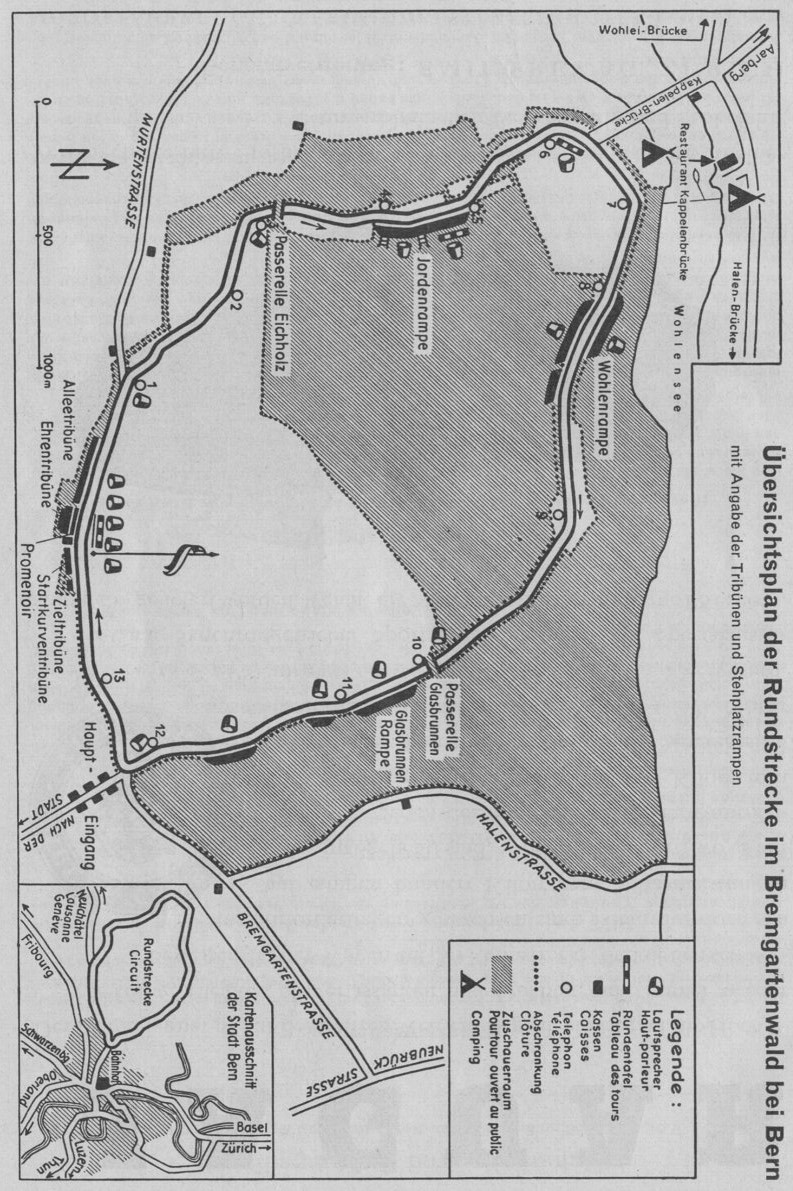 Übersichtsplan der Rundstrecke im Bremgartenwald bei Bern
mit Angabe der Tribünen und Stehplatzrampen
Wohlei-Brücke
Aarberg
Kappelen-Brücke
Restaurant Kappelenbrücke
Halen-Brücke
Wohlensee
MURTENSTRASSE
0
500
1000m
N
Passerelle Eichholz
Jordenrampe
Wohlenrampe
Passerelle
Glasbrunnen
Glasbrunnen
Rampe
1
2
3
4
5
6
7
8
9
10
11
12
13
Alleetribüne
Ehrentribüne
Promenoir
Zieltribüne
Startkurventribüne
Haupt-
Eingang
NACH DER
STADT
HALENSTRASSE
BREMGARTENSTRASSE
NEUBRÜCK
STRASSE
Legende :
Lautsprecher
Haut-parleur
Rundentafel
Tableau des tours
Kassen
Caisses
Telephon
Téléphone
Abschrankung
Clôture
Zuschauerraum
Pourtour ouvert au public
Camping
Kartenausschnitt
der Stadt Bern
Rundstrecke
Circuit
Neuchâtel
Lausanne
Genève
Fribourg
Schwarzenbg
Oberland
Bahnhof
Basel
Zürich
Luzern
Thun